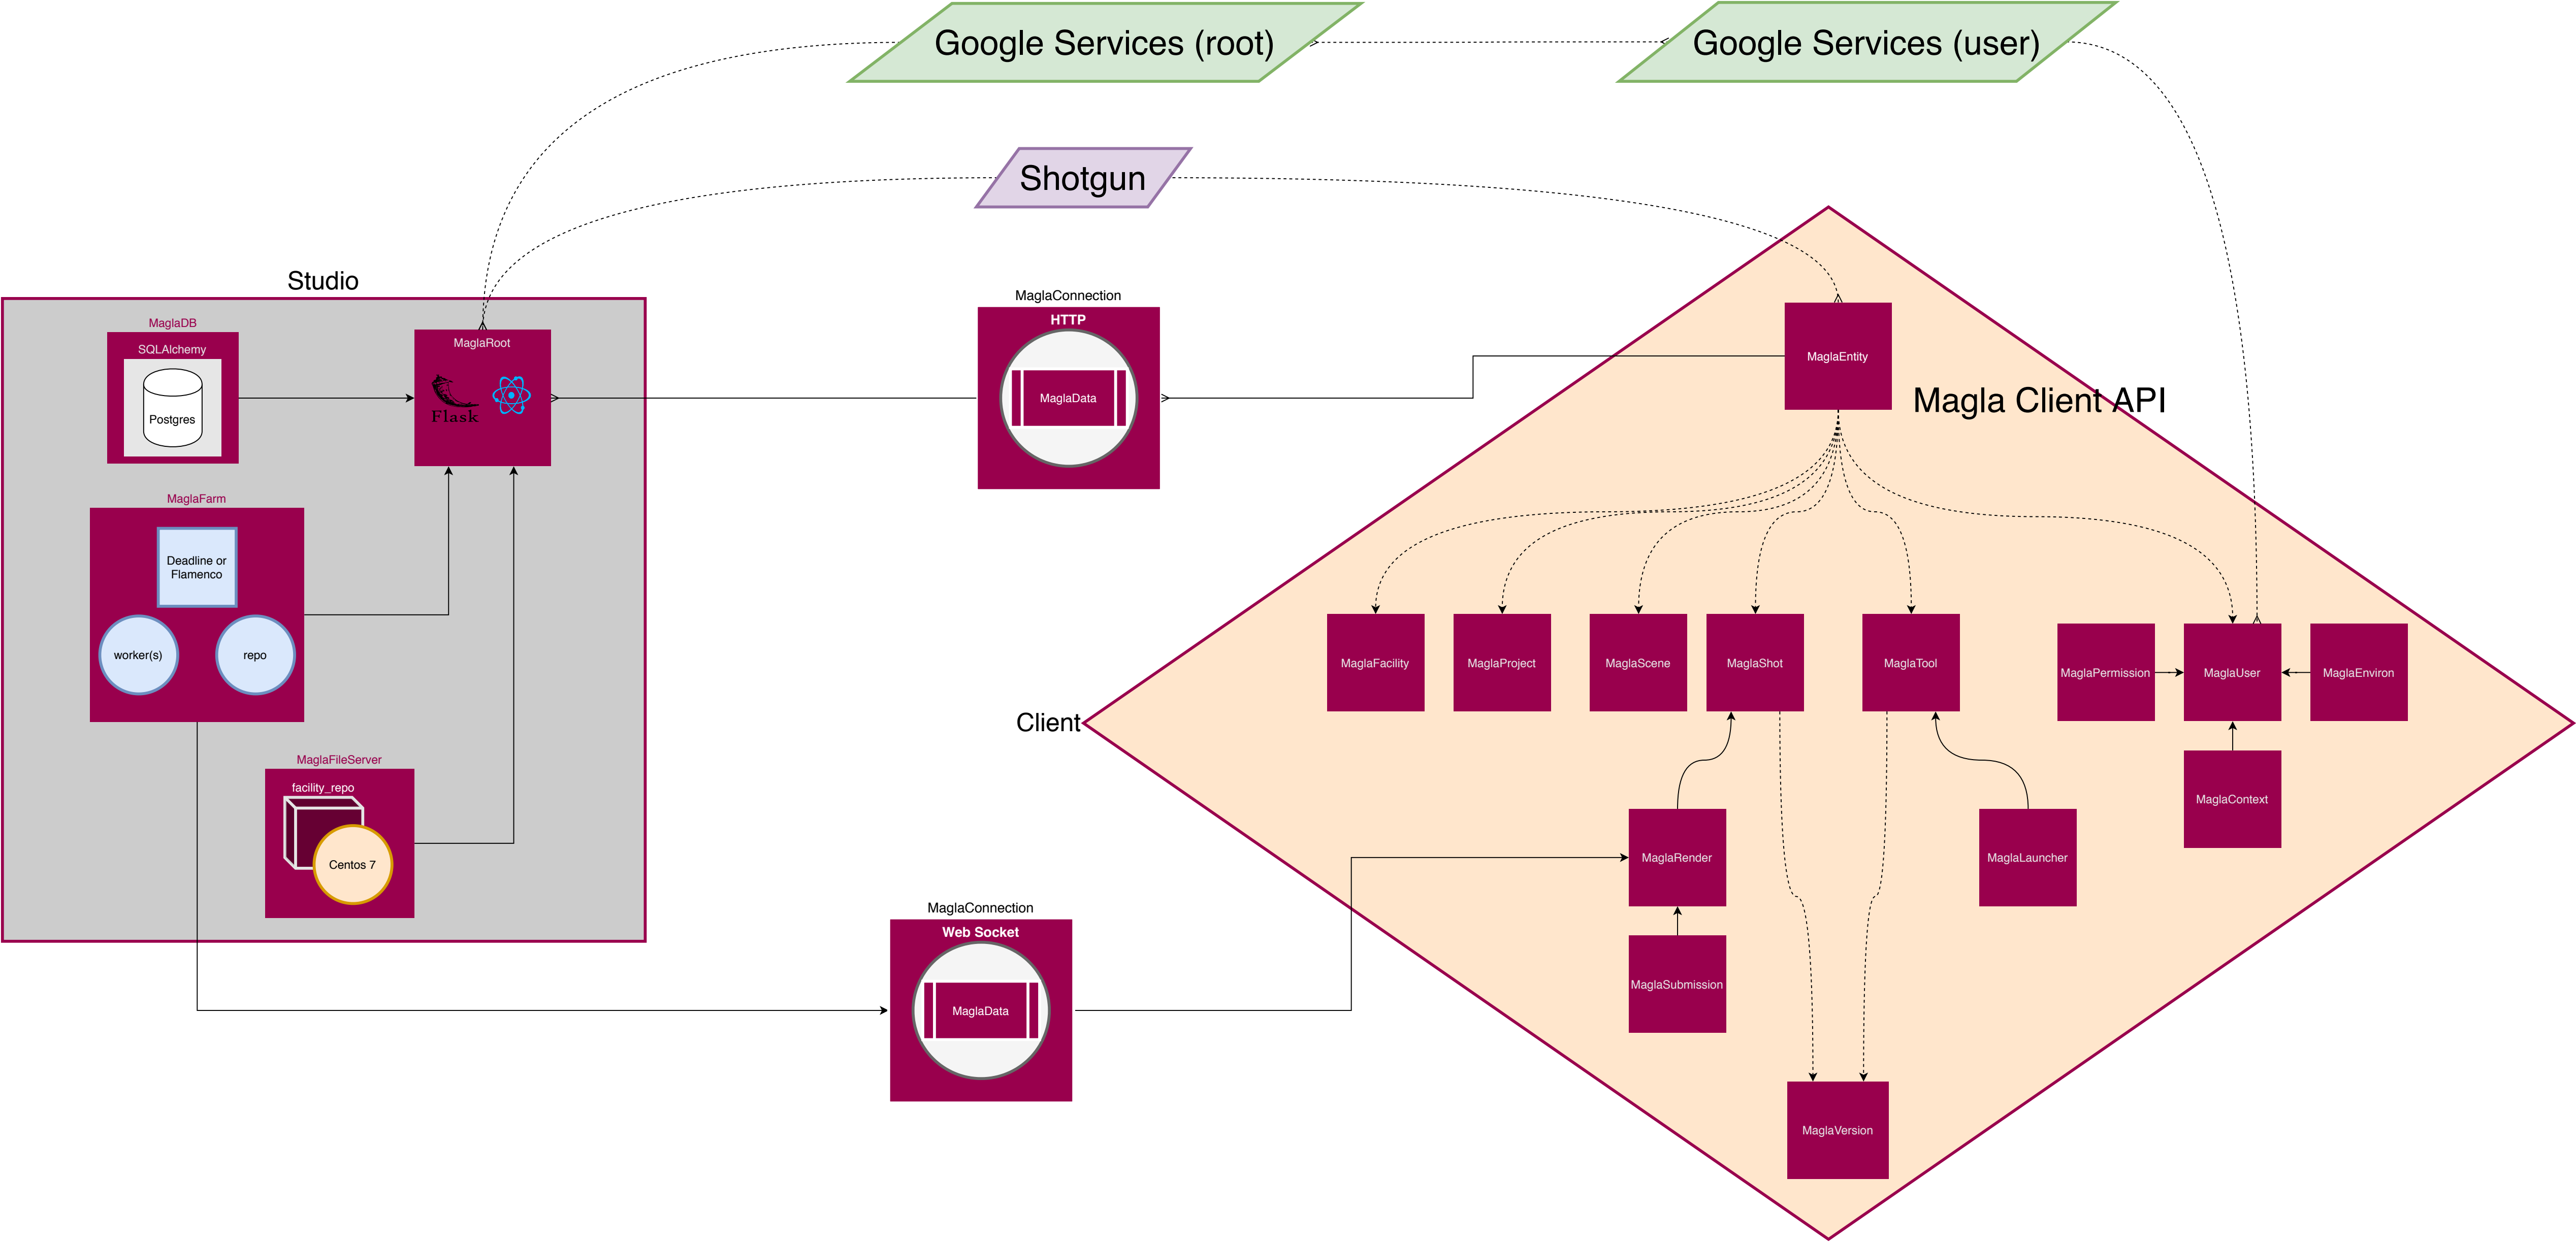 Google Services (root)
Google Services (user)
Shotgun
Studio
MaglaDB
SQLAlchemy
Postgres
MaglaRoot
Flask
MaglaFarm
Deadline or
Flamenco
worker(s)
repo
MaglaFileServer
facility_repo
Centos 7
MaglaConnection
HTTP
MaglaData
MaglaConnection
Web Socket
MaglaData
Client
Magla Client API
MaglaEntity
MaglaFacility
MaglaProject
MaglaScene
MaglaShot
MaglaTool
MaglaPermission
MaglaUser
MaglaEnviron
MaglaContext
MaglaRender
MaglaLauncher
MaglaSubmission
MaglaVersion